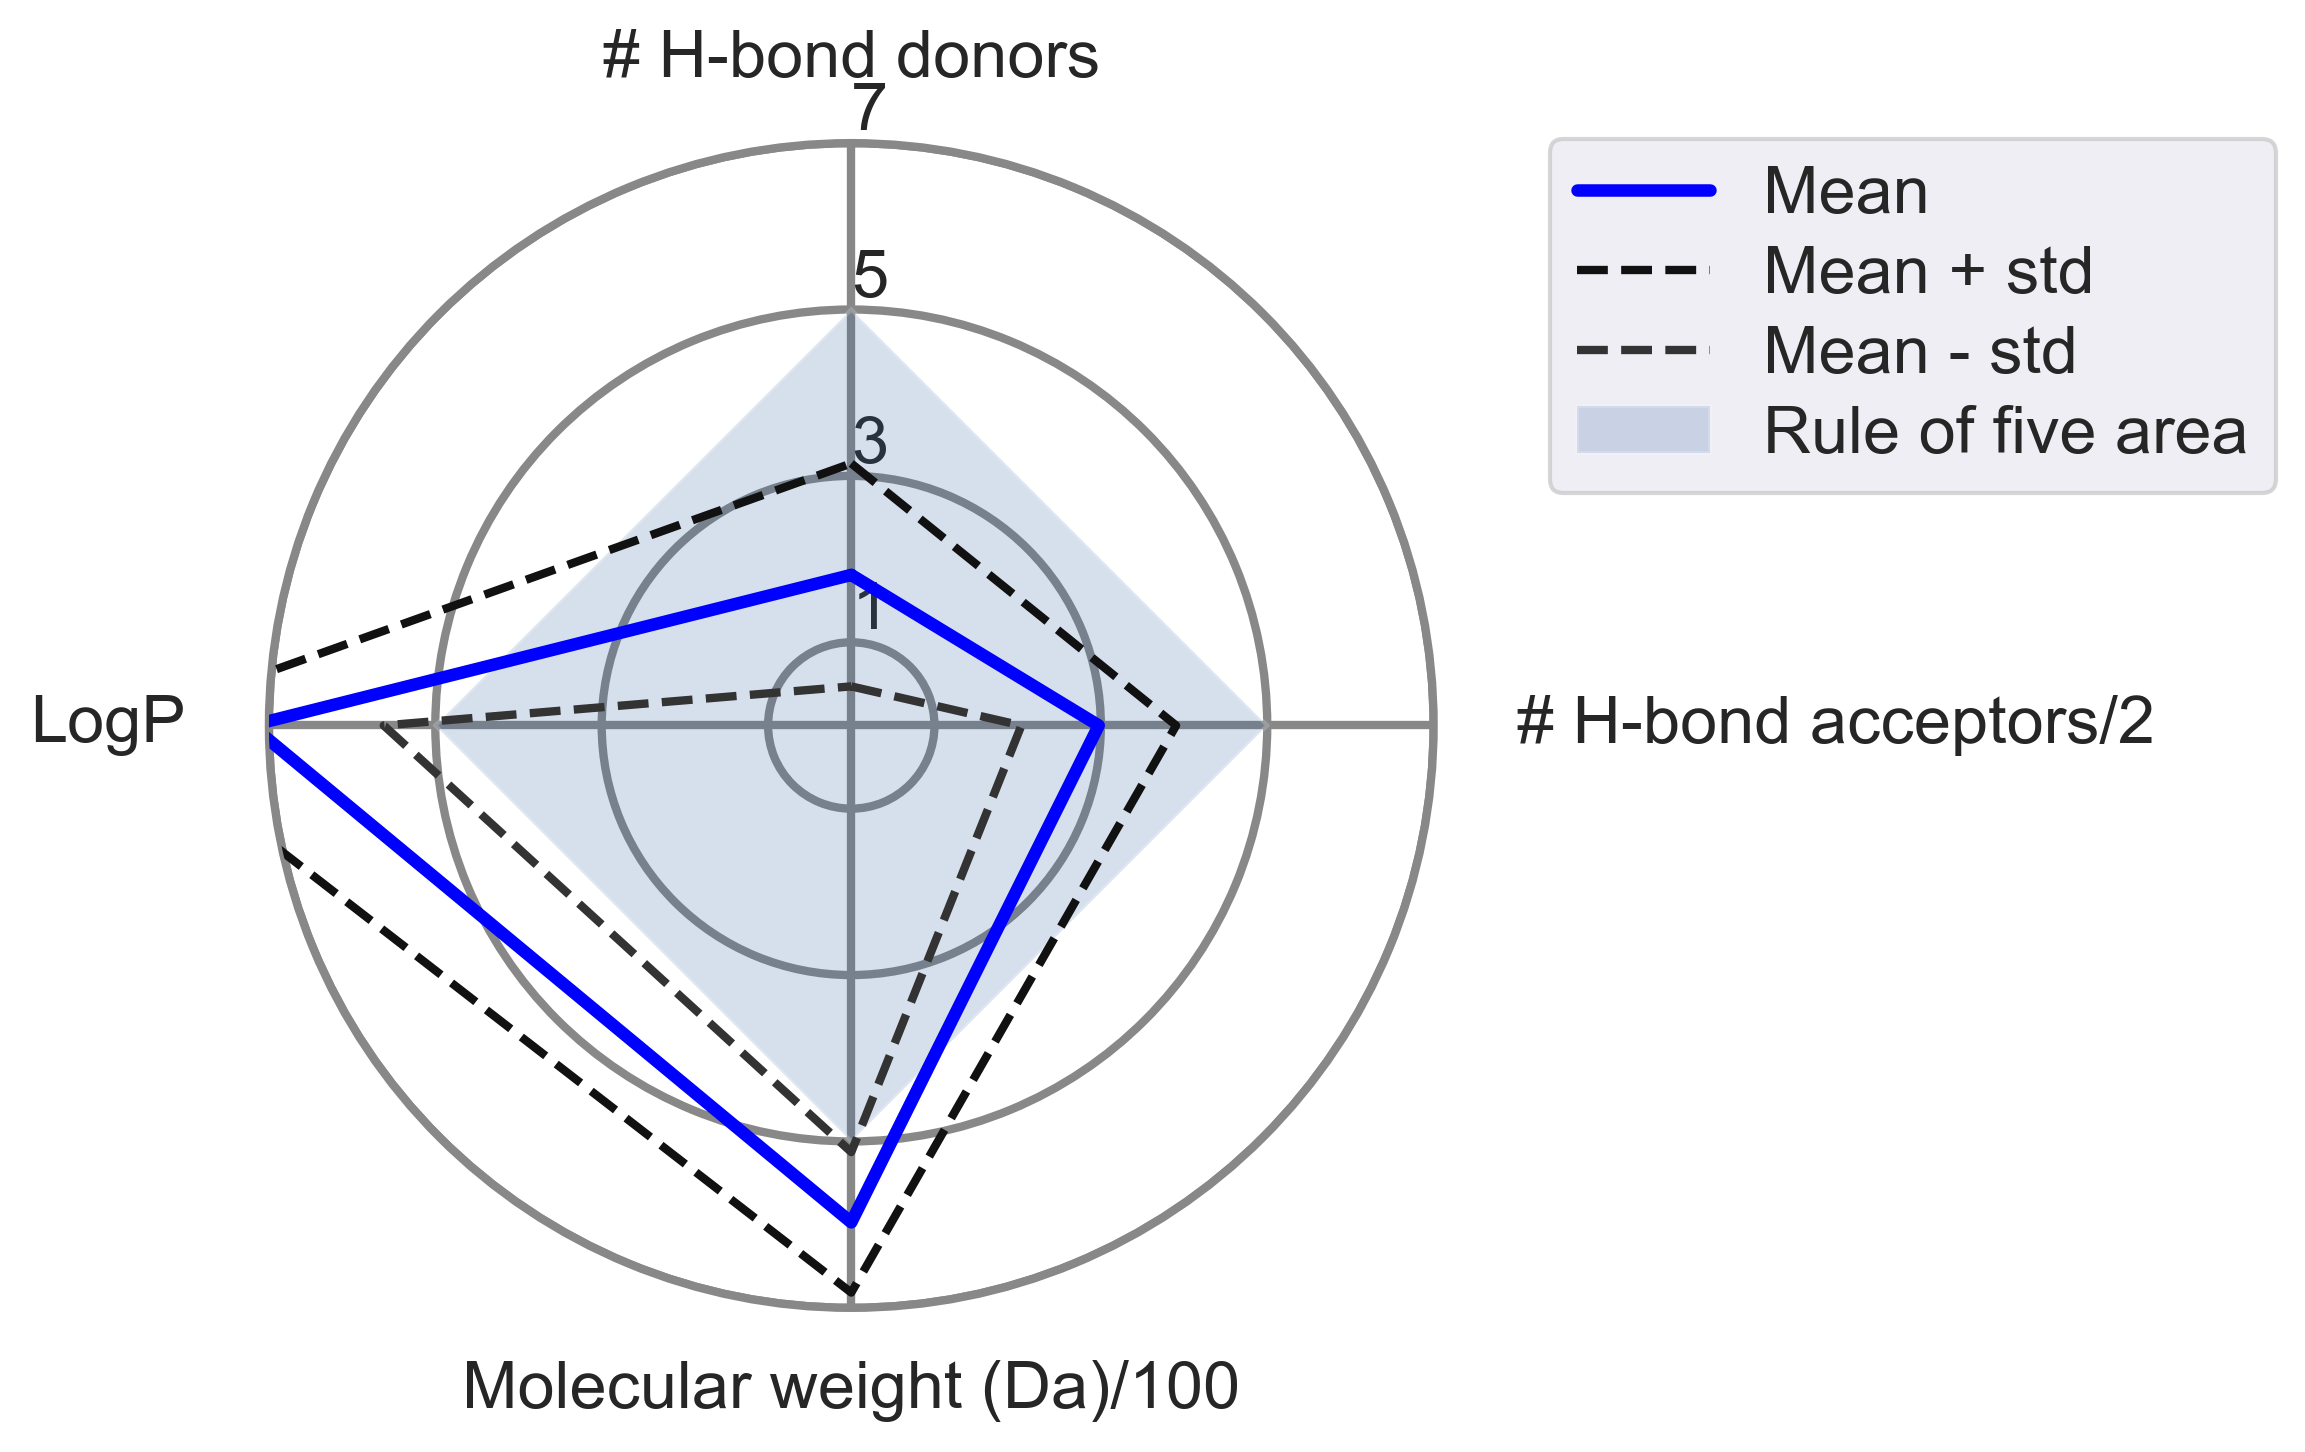 # H-bond donors
7
5
3
1
Mean
Mean + std
Mean - std
Rule of five area
LogP
# H-bond acceptors/2
Molecular weight (Da)/100